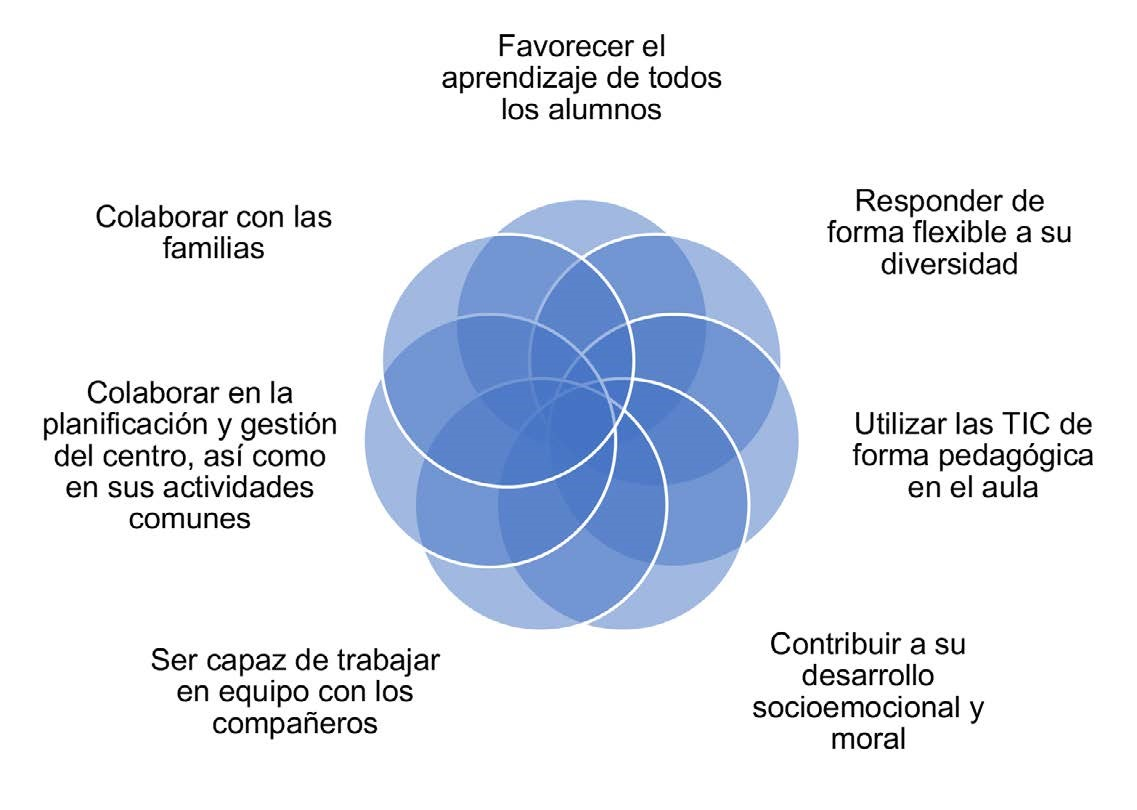 Favorecer el
aprendizaje de todos
los alumnos
Responder de
forma flexible a su
diversidad
Utilizar las TIC de
forma pedagógica
en el aula
Contribuir a su
desarrollo
socioemocional y
moral
Ser capaz de trabajar
en equipo con los
compañeros
Colaborar en la
planificación y gestión
del centro, así como
en sus actividades
comunes
Colaborar con las
familias